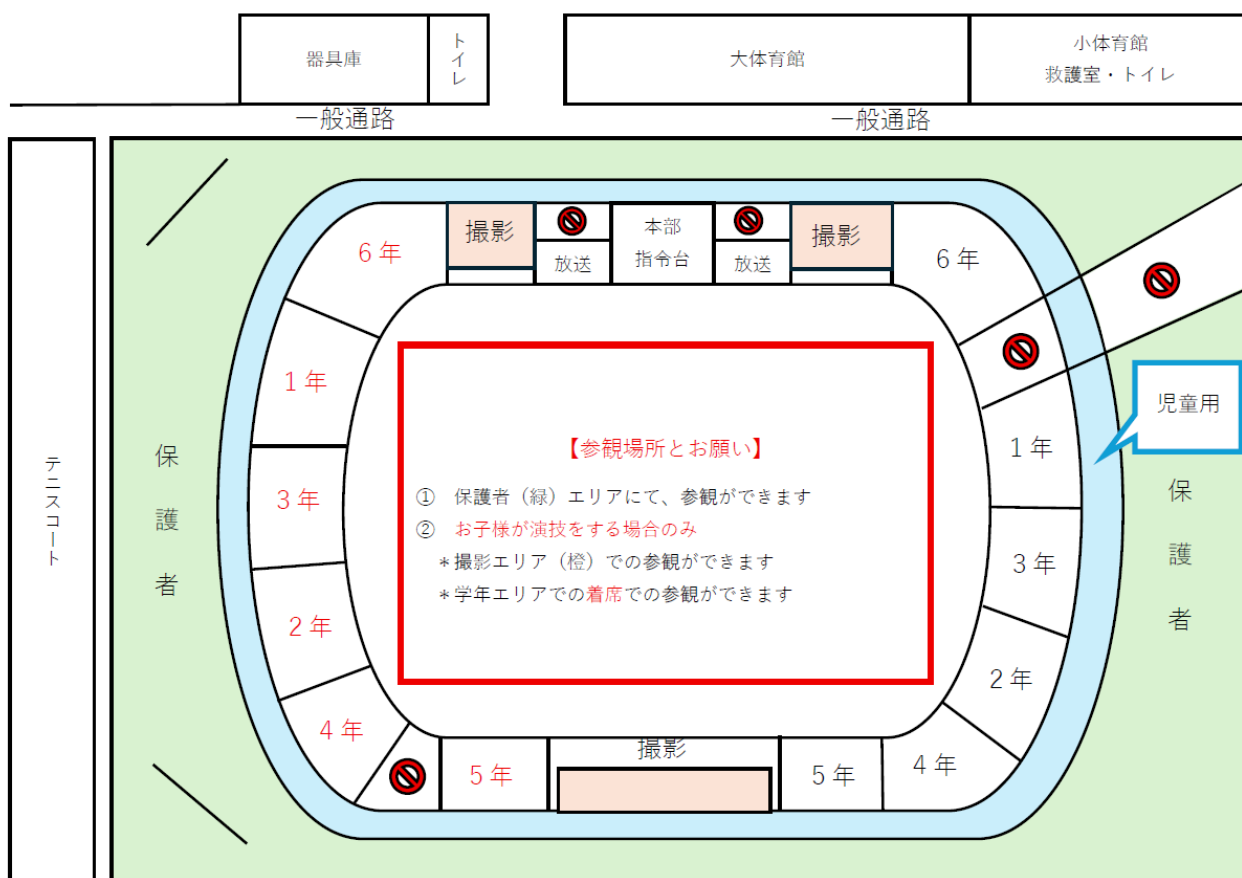 器具庫
トイレ
大体育館
小体育館
救護室・トイレ
一般通路
一般通路
テニスコート
保護者
6年
撮影
放送
本部
指令台
放送
撮影
6年
児童用
1年
3年
2年
4年
5年
撮影
5年
4年
2年
3年
1年
保護者
【参観場所とお願い】
① 保護者（緑）エリアにて、参観ができます
② お子様が演技をする場合のみ
＊撮影エリア（橙）での参観ができます
＊学年エリアでの着席での参観ができます